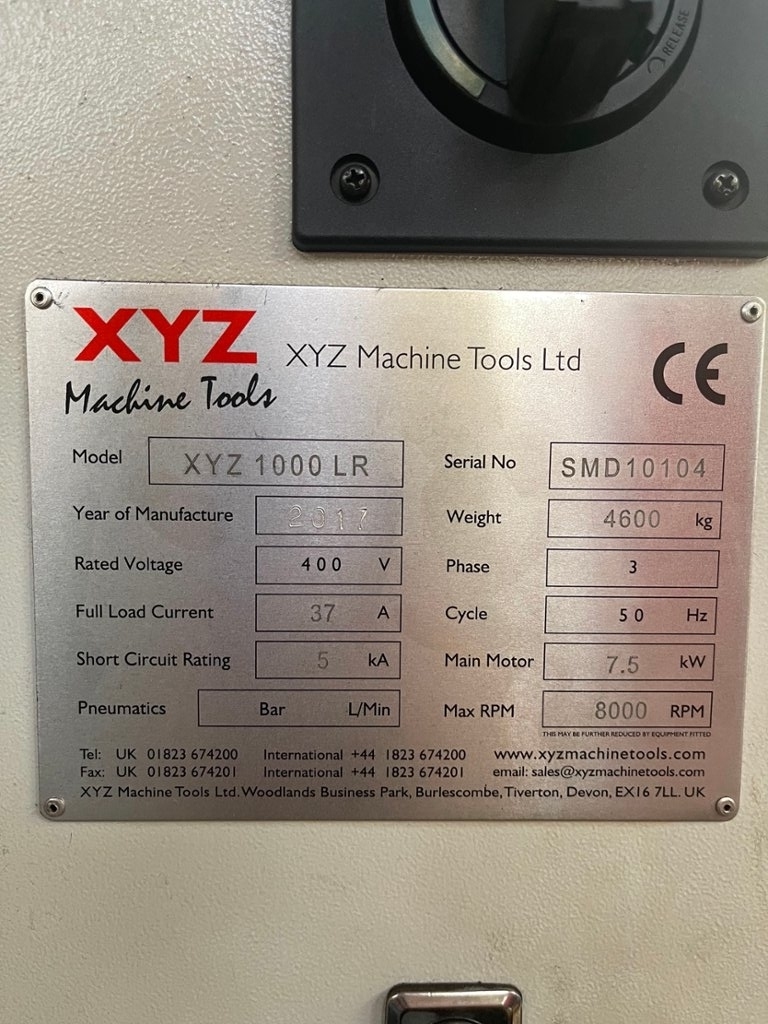 RELEASE
XYZ
Machine Tools
XYZ Machine Tools Ltd
CE
Model XYZ 1000 LR Serial No SMD10104
Year of Manufacture 2017 Weight 4600 kg
Rated Voltage 400 V Phase 3
Full Load Current 37 A Cycle 50 Hz
Short Circuit Rating 5 kA Main Motor 7.5 kW
Pneumatics Bar L/Min Max RPM 8000 RPM
THIS MAY BE FURTHER REDUCED BY EQUIPMENT FITTED
Tel: UK 01823 674200 International +44 1823 674200 www.xyzmachinetools.com
Fax: UK 01823 674201 International +44 1823 674201 email: sales@xyzmachinetools.com
XYZ Machine Tools Ltd. Woodlands Business Park, Burlescombe, Tiverton, Devon, EX16 7LL. UK